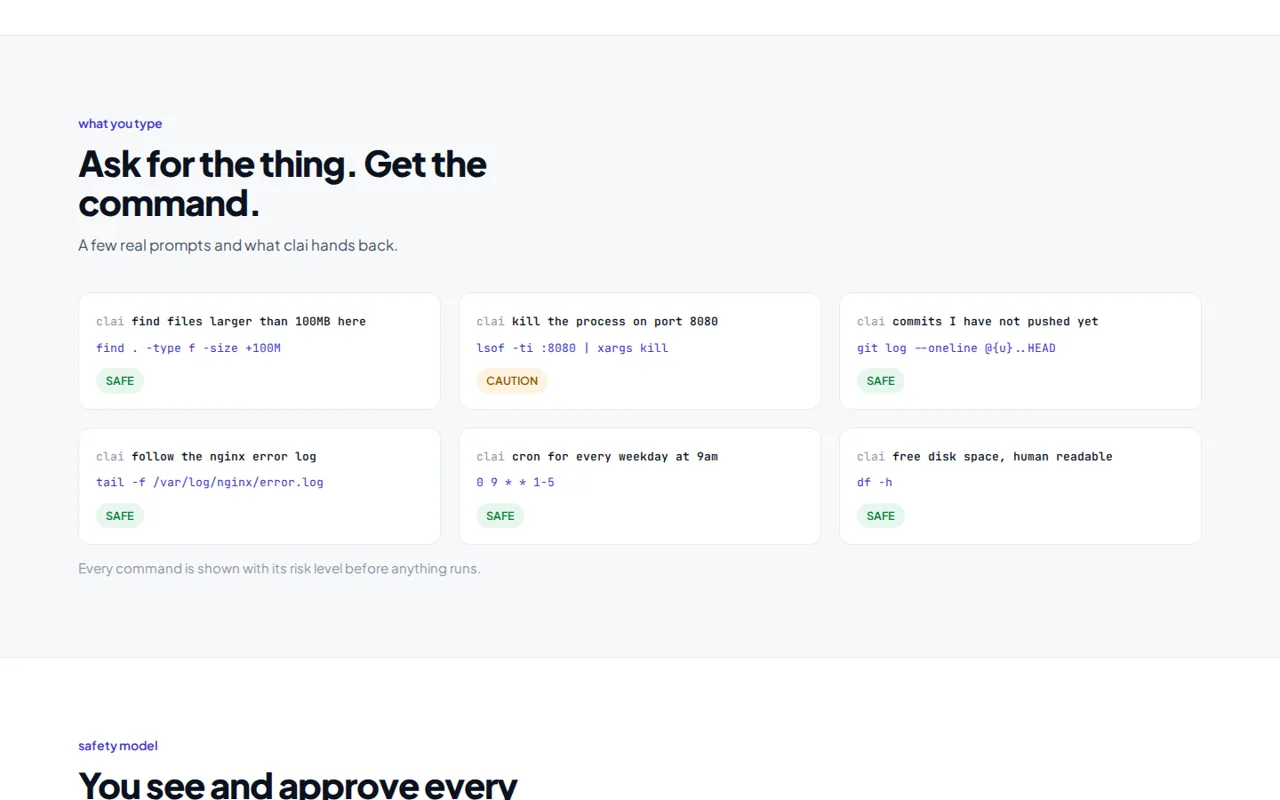 what you type
Ask for the thing. Get the
command.
A few real prompts and what clai hands back.
clai find files larger than 100MB here
find . -type f -size +100M
SAFE
clai kill the process on port 8080
lsof -ti :8080 | xargs kill
CAUTION
clai commits I have not pushed yet
git log --oneline @{u}..HEAD
SAFE
clai follow the nginx error log
tail -f /var/log/nginx/error.log
SAFE
clai cron for every weekday at 9am
0 9 * * 1-5
SAFE
clai free disk space, human readable
df -h
SAFE
Every command is shown with its risk level before anything runs.
safety model
You see and approve every